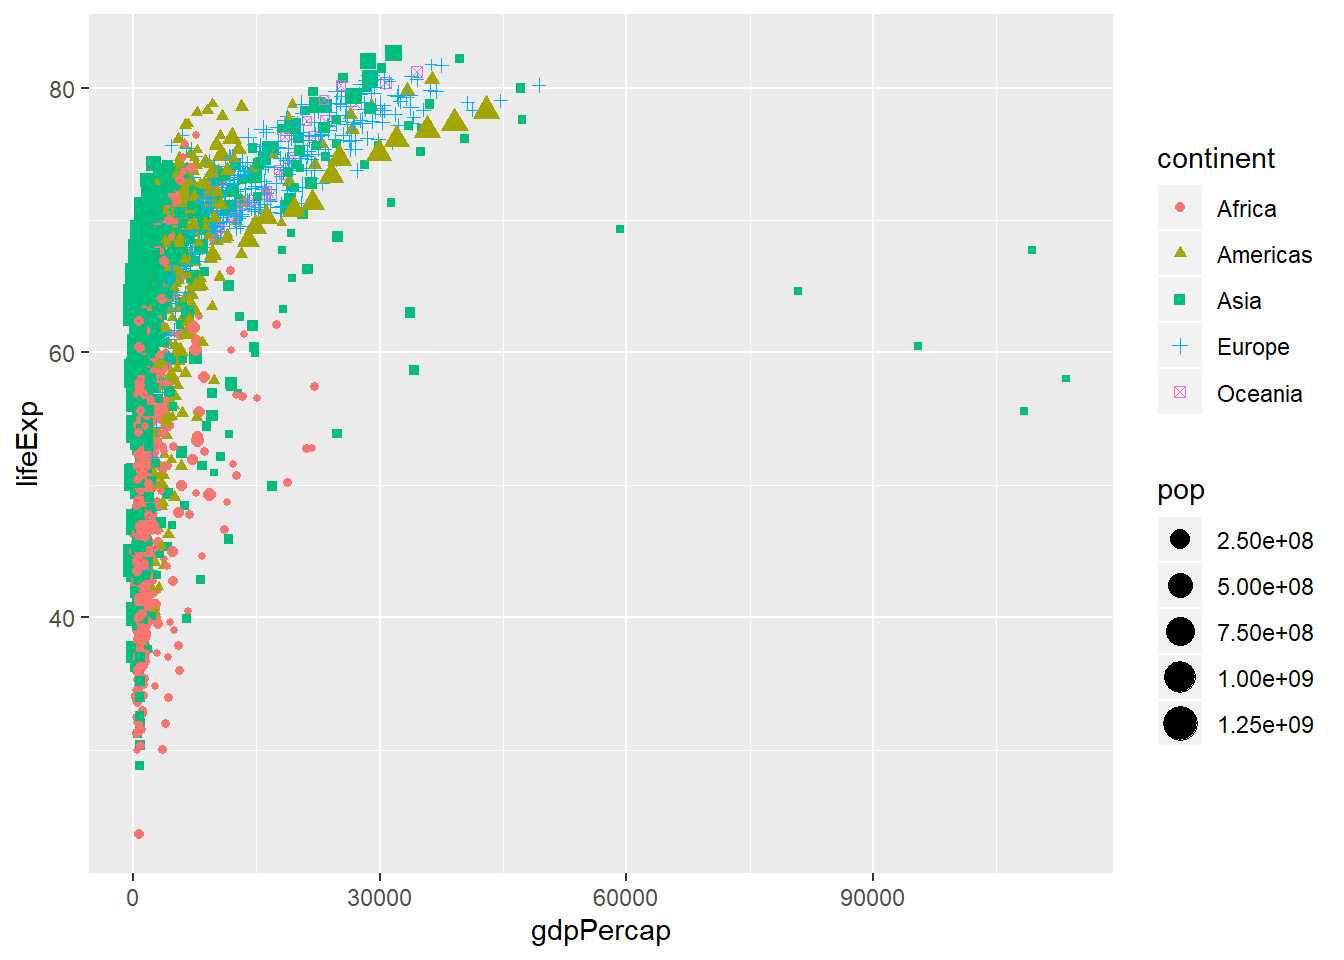 80
60
40
lifeExp
0
30000
60000
90000
gdpPercap
continent
Africa
Americas
Asia
Europe
Oceania
pop
2.50e+08
5.00e+08
7.50e+08
1.00e+09
1.25e+09